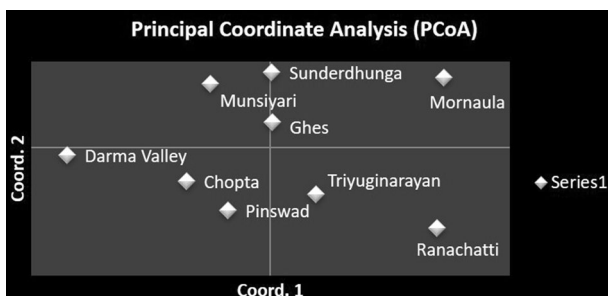 Principal Coordinate Analysis (PCoA)
Sunderdhunga
Munsiyari
Mornaula
Ghes
Darma Valley
Chopta
Triyuginarayan
Pinswad
Ranachatti
Coord. 2
Coord. 1
Series1